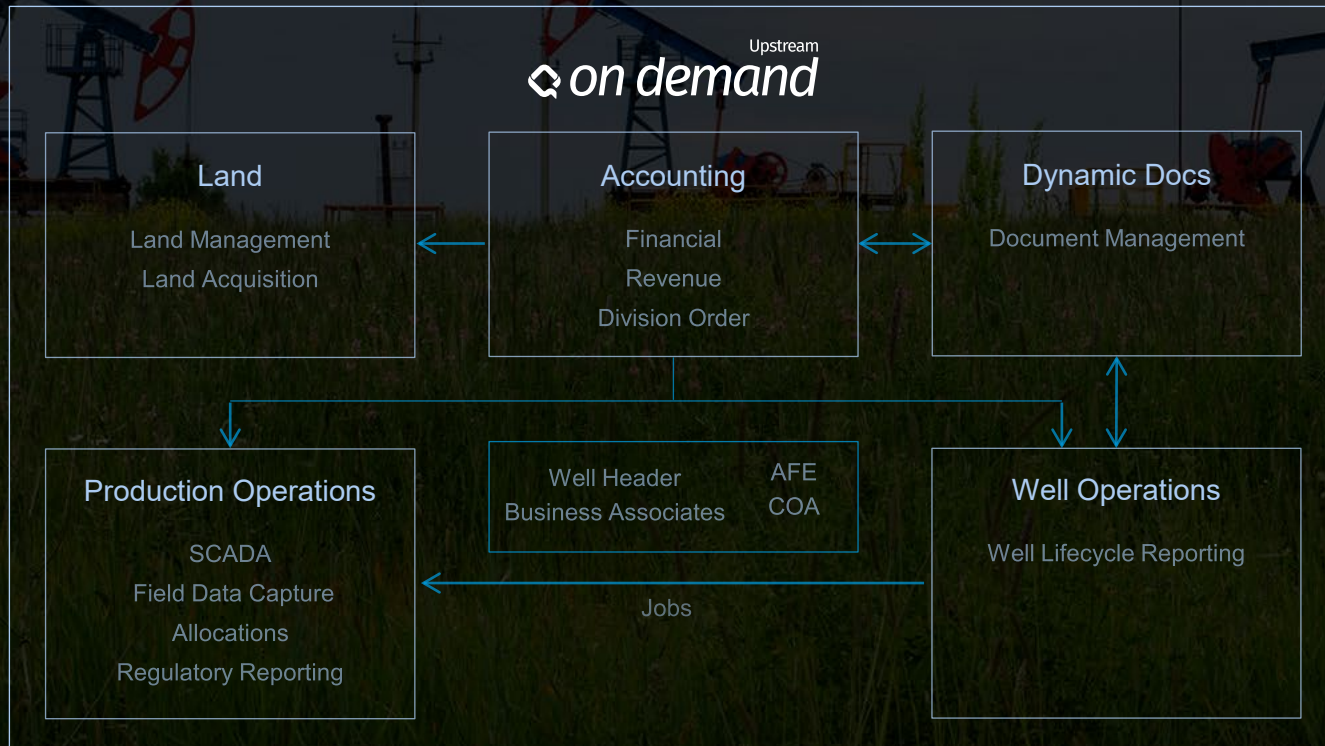 Upstream
on demand
Land
Land Management
Land Acquisition
Accounting
Financial
Revenue
Division Order
Dynamic Docs
Document Management
Production Operations
SCADA
Field Data Capture
Allocations
Regulatory Reporting
Well Header
Business Associates
AFE
COA
Jobs
Well Operations
Well Lifecycle Reporting